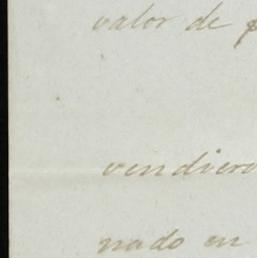 valor de
vendiero
nado en